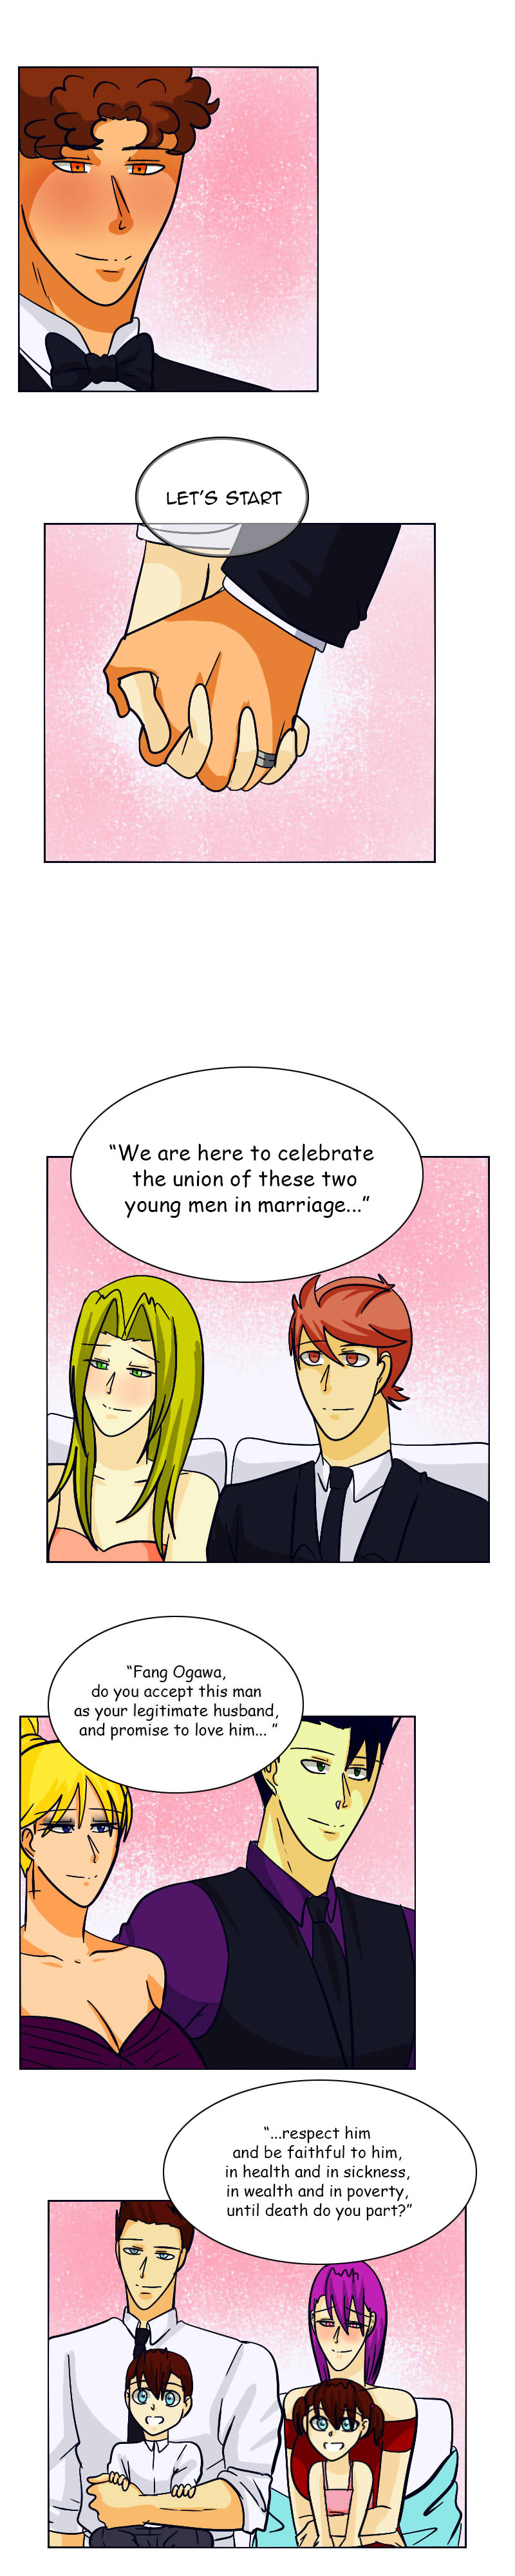 LET'S START
“We are here to celebrate
the union of these two
young men in marriage...”
“Fang Ogawa,
do you accept this man
as your legitimate husband,
and promise to love him... ”
“...respect him
and be faithful to him,
in health and in sickness,
in wealth and in poverty,
until death do you part?”